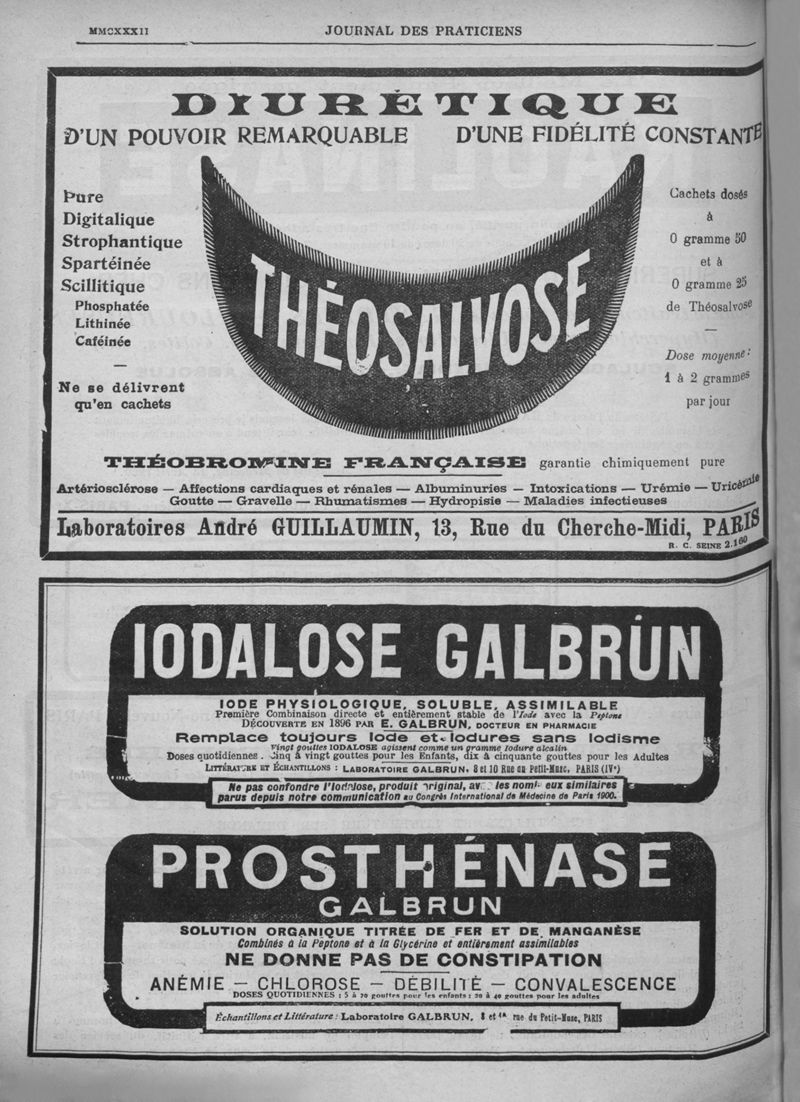 MMCXXXII
JOURNAL DES PRATICIENS
DIURÉTIQUE
D'UN POUVOIR REMARQUABLE D'UNE FIDÉLITÉ CONSTANTE
Pure
Digitalique
Strophantique
Spartéinée
Scillitique
Phosphatée
Lithinée
Caféinée
—
Ne se délivrent
qu'en cachets
THÉOSALVOSE
Cachets dosés
à
0 gramme 50
et à
0 gramme 25
de Théosalvose
—
Dose moyenne :
1 à 2 grammes
par jour
THÉOBROMINE FRANÇAISE garantie chimiquement pure
Artériosclérose — Affections cardiaques et rénales — Albuminuries — Intoxications — Urémie — Uricémie
Goutte — Gravelle — Rhumatismes — Hydropisie — Maladies infectieuses
Laboratoires André GUILLAUMIN, 13, Rue du Cherche-Midi, PARIS
R. C. SEINE 2.160
IODALOSE GALBRUN
IODE PHYSIOLOGIQUE, SOLUBLE, ASSIMILABLE
Première Combinaison directe et entièrement stable de l'Iode avec la Peptone
DÉCOUVERTE EN 1896 PAR E. GALBRUN, DOCTEUR EN PHARMACIE
Remplace toujours Iode et Iodures sans Iodisme
Vingt gouttes IODALOSE agissent comme un gramme Iodure alcalin
Doses quotidiennes : Cinq à vingt gouttes pour les Enfants, dix à cinquante gouttes pour les Adultes
LITTÉRATURE ET ÉCHANTILLONS : LABORATOIRE GALBRUN, 8 et 10 Rue du Petit-Musc, PARIS (IVe)
Ne pas confondre l'Iodalose, produit original, avec les nombreux similaires
parus depuis notre communication au Congrès International de Médecine de Paris 1900.
PROSTHÉNASE
GALBRUN
SOLUTION ORGANIQUE TITRÉE DE FER ET DE MANGANÈSE
Combinés à la Peptone et à la Glycérine et entièrement assimilables
NE DONNE PAS DE CONSTIPATION
ANÉMIE — CHLOROSE — DÉBILITÉ — CONVALESCENCE
DOSES QUOTIDIENNES : 5 à 20 gouttes pour les enfants ; 20 à 40 gouttes pour les adultes
Échantillons et Littérature : Laboratoire GALBRUN, 8 et rue du Petit-Musc, PARIS